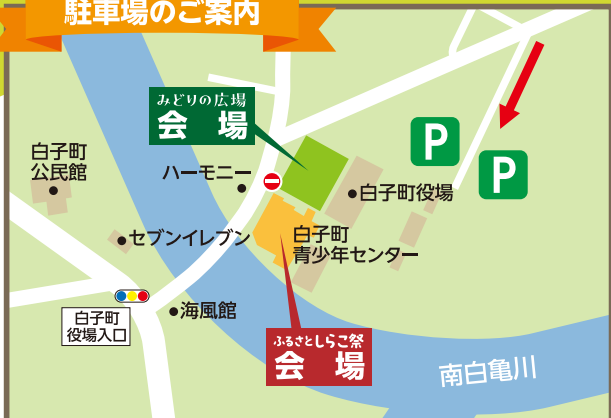 駐車場のご案内
みどりの広場
会場
白子町
公民館
ハーモニー
P
P
白子町役場
セブンイレブン
白子町
青少年センター
白子町
役場入口
海風館
ふるさとしらこ祭
会場
南白亀川